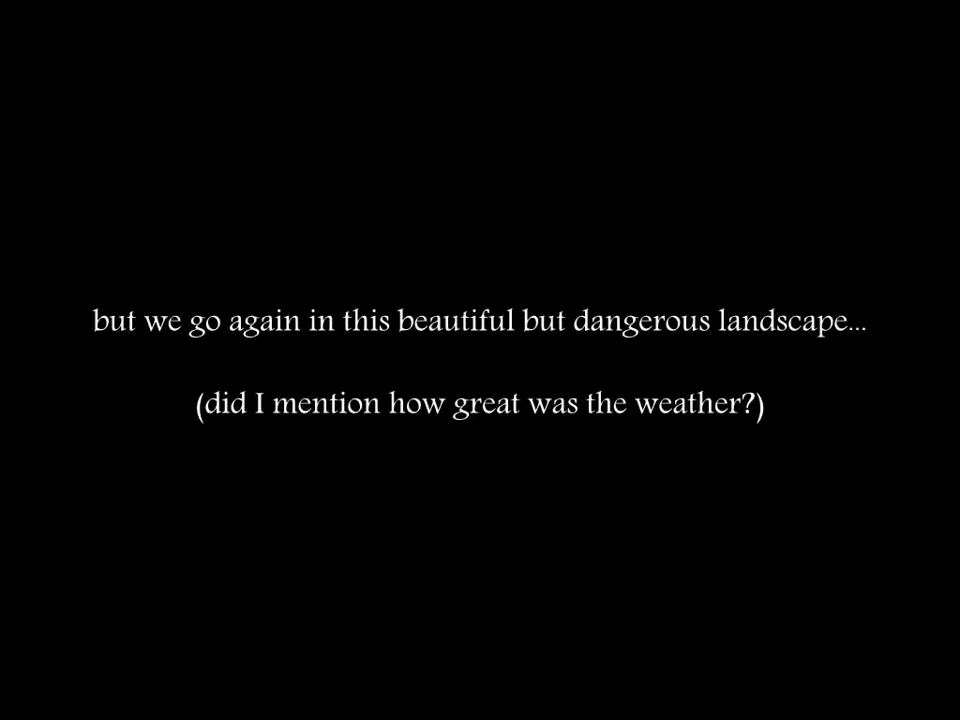 but we go again in this beautiful but dangerous landscape...
(did I mention how great was the weather?)